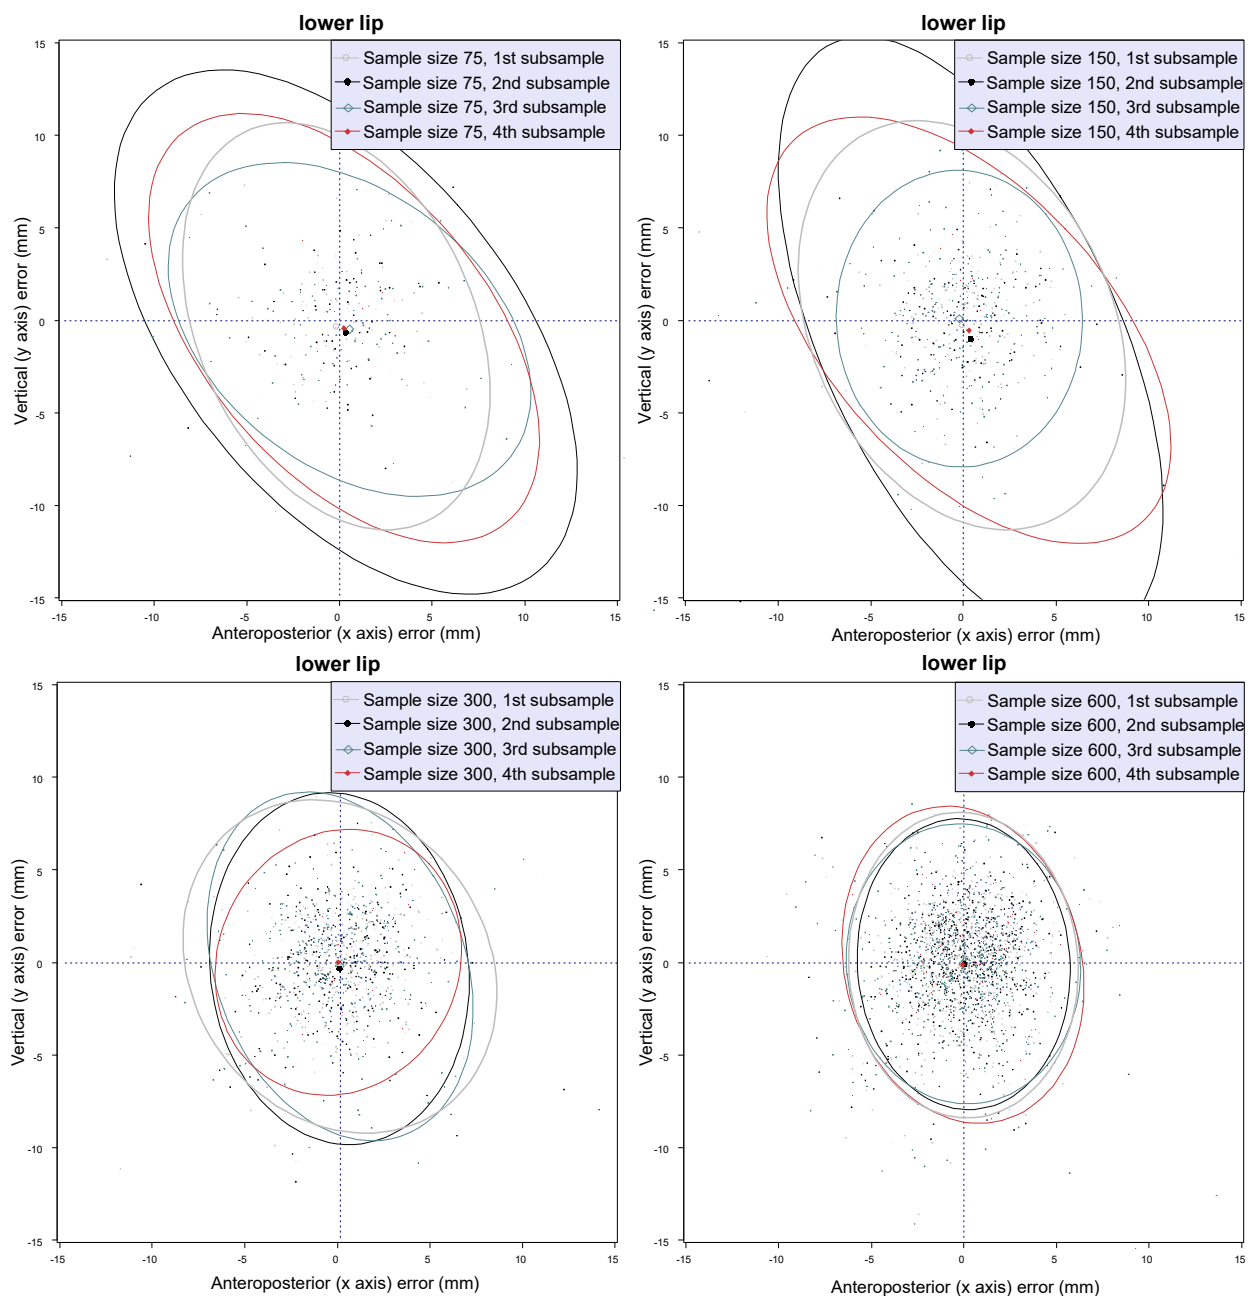 lower lip
Sample size 75, 1st subsample
Sample size 75, 2nd subsample
Sample size 75, 3rd subsample
Sample size 75, 4th subsample
15
10
5
0
-5
-10
-15
Vertical (y axis) error (mm)
-15 -10 -5 0 5 10 15
Anteroposterior (x axis) error (mm)
lower lip
Sample size 150, 1st subsample
Sample size 150, 2nd subsample
Sample size 150, 3rd subsample
Sample size 150, 4th subsample
15
10
5
0
-5
-10
-15
Vertical (y axis) error (mm)
-15 -10 -5 0 5 10 15
Anteroposterior (x axis) error (mm)
lower lip
Sample size 300, 1st subsample
Sample size 300, 2nd subsample
Sample size 300, 3rd subsample
Sample size 300, 4th subsample
15
10
5
0
-5
-10
-15
Vertical (y axis) error (mm)
-15 -10 -5 0 5 10 15
Anteroposterior (x axis) error (mm)
lower lip
Sample size 600, 1st subsample
Sample size 600, 2nd subsample
Sample size 600, 3rd subsample
Sample size 600, 4th subsample
15
10
5
0
-5
-10
-15
Vertical (y axis) error (mm)
-15 -10 -5 0 5 10 15
Anteroposterior (x axis) error (mm)